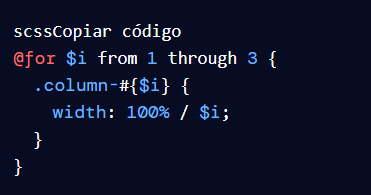 scssCopiar código
@for $i from 1 through 3 {
  .column-#{$i} {
    width: 100% / $i;
  }
}